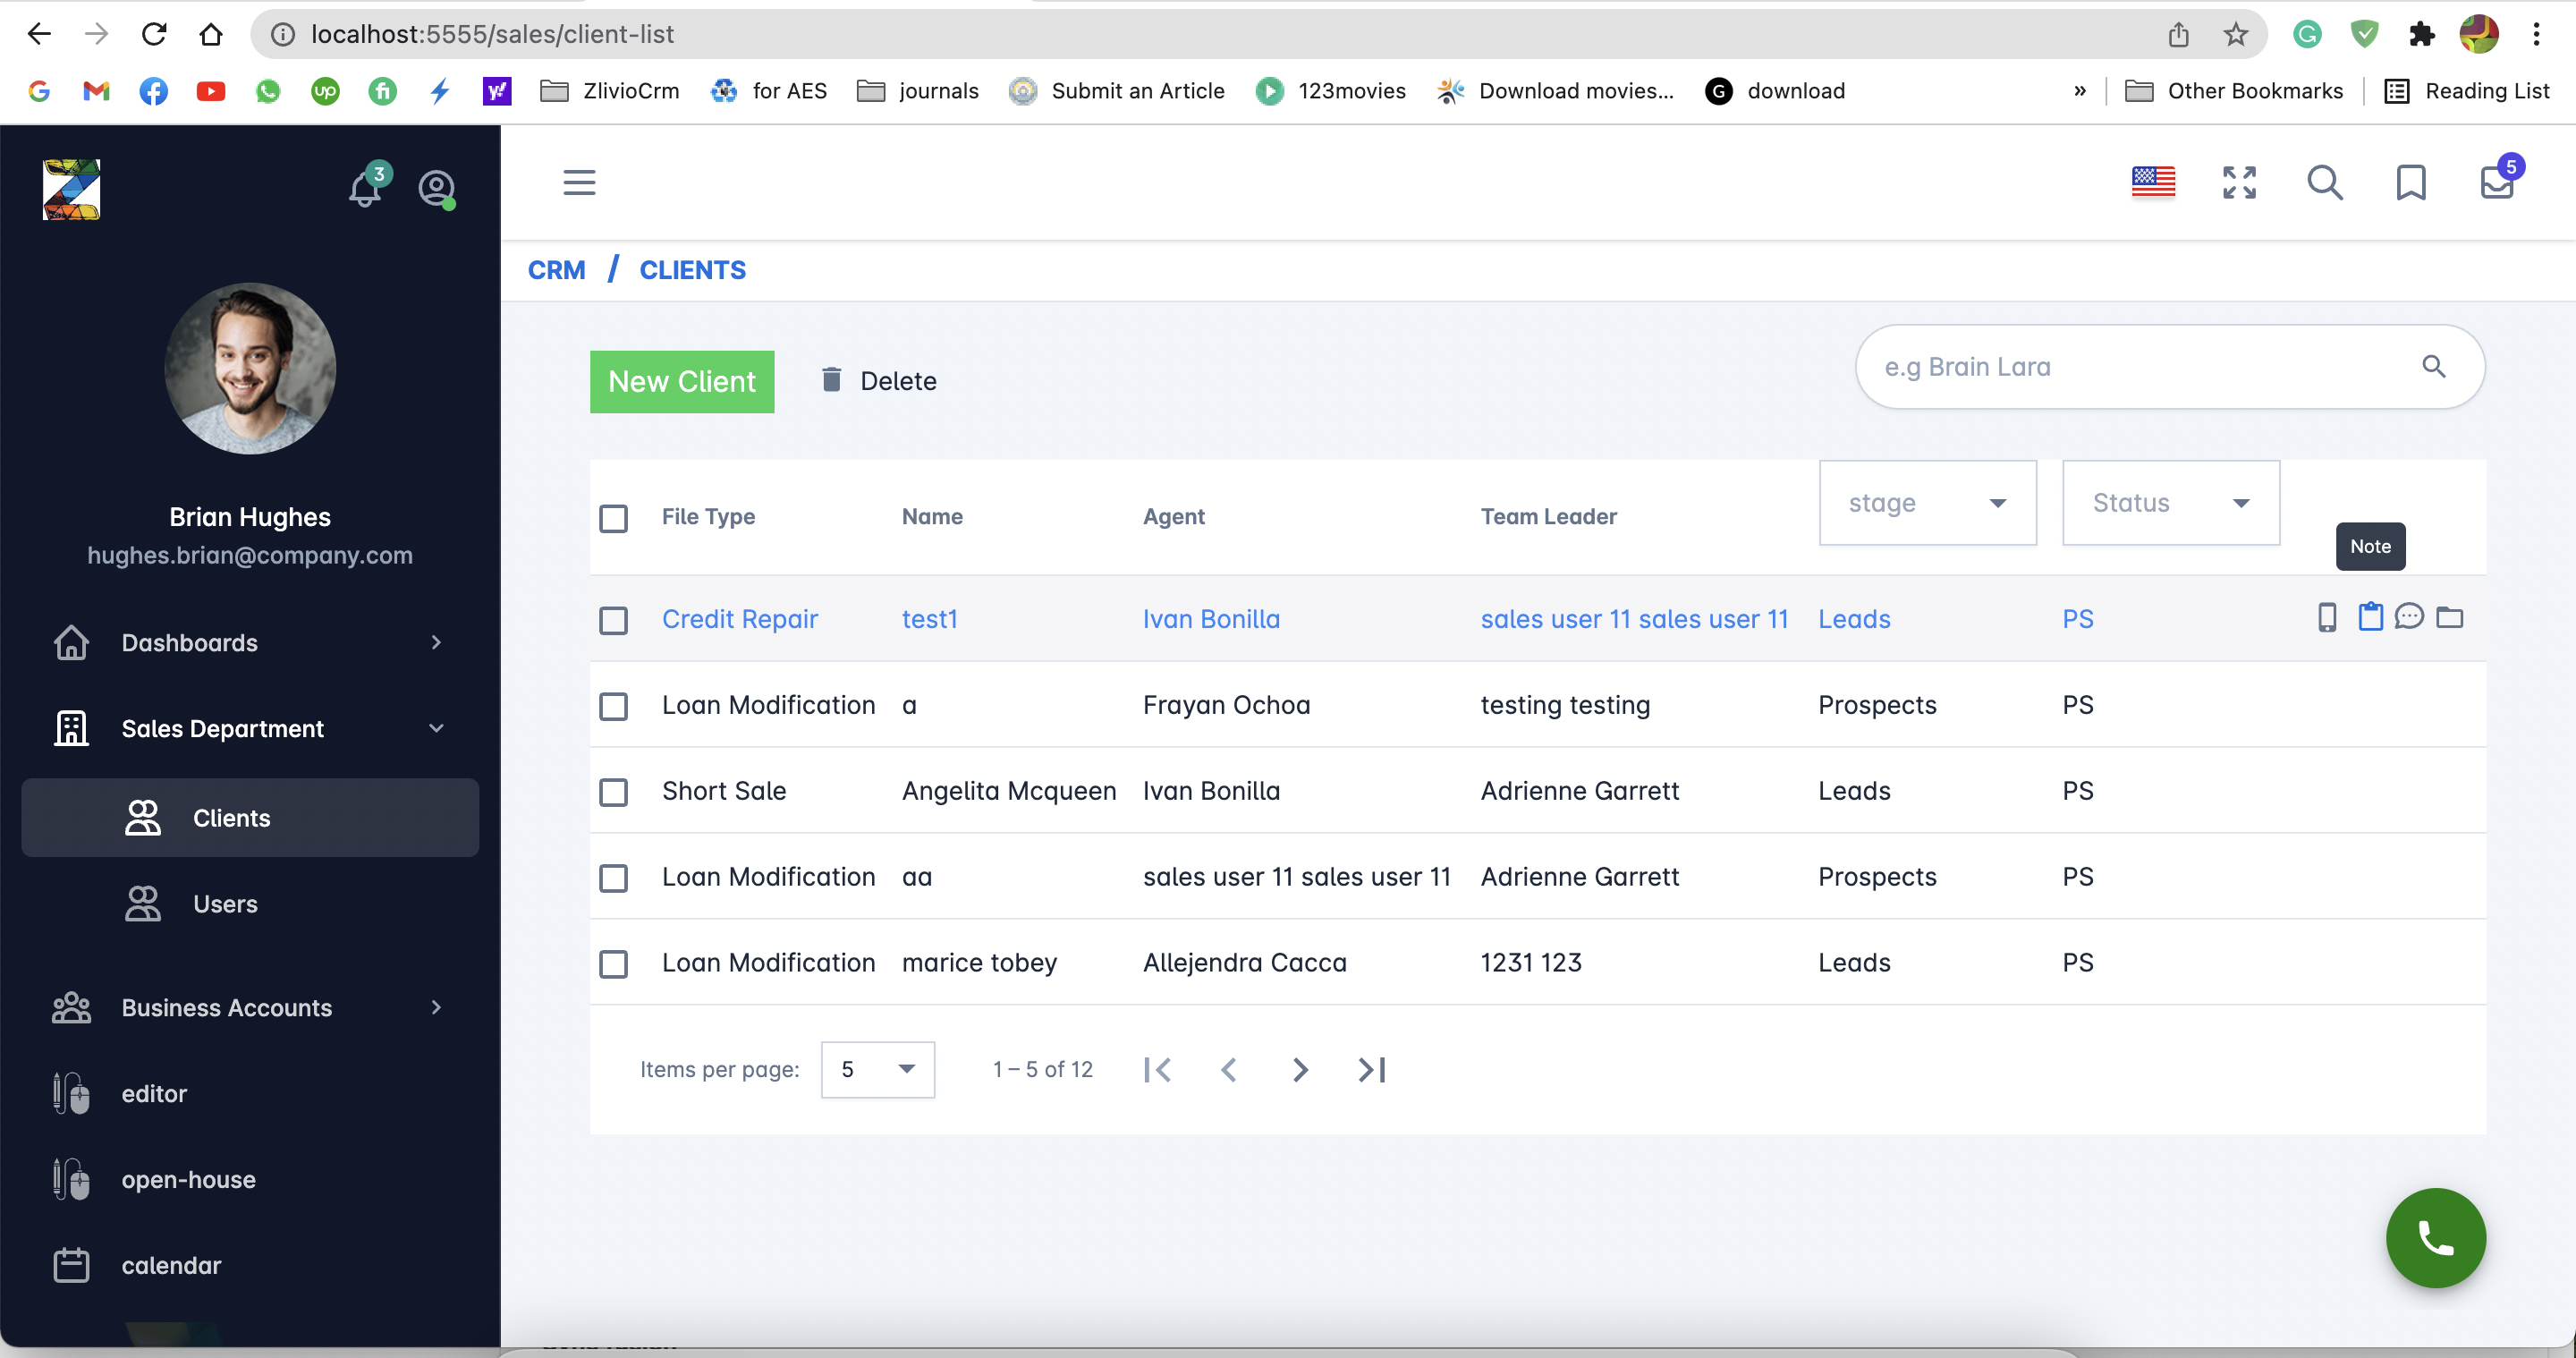 localhost:5555/sales/client-list
ZlivioCrm for AES journals Submit an Article 123movies Download movies... download » Other Bookmarks Reading List
3
5
CRM / CLIENTS
New Client Delete
e.g Brain Lara
Brian Hughes
hughes.brian@company.com
Dashboards
Sales Department
Clients
Users
Business Accounts
editor
open-house
calendar
File Type Name Agent Team Leader stage Status
Note
Credit Repair test1 Ivan Bonilla sales user 11 sales user 11 Leads PS
Loan Modification a Frayan Ochoa testing testing Prospects PS
Short Sale Angelita Mcqueen Ivan Bonilla Adrienne Garrett Leads PS
Loan Modification aa sales user 11 sales user 11 Adrienne Garrett Prospects PS
Loan Modification marice tobey Allejendra Cacca 1231 123 Leads PS
Items per page: 5 1 – 5 of 12